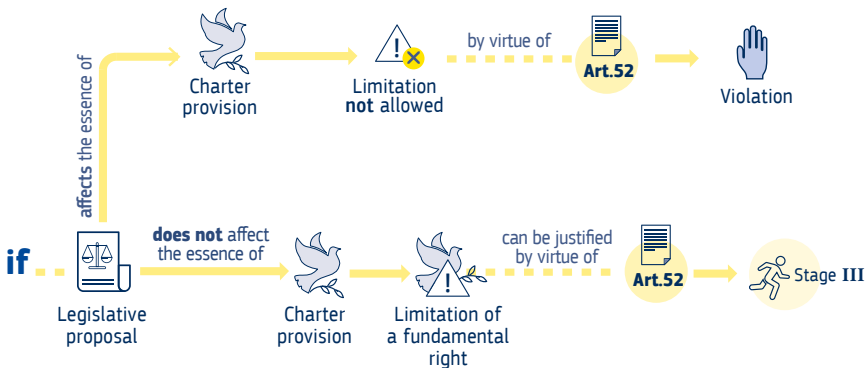 affects the essence of
Charter
provision
Limitation
not allowed
by virtue of
Art.52
Violation
if
Legislative
proposal
does not affect
the essence of
Charter
provision
Limitation of
a fundamental
right
can be justified
by virtue of
Art.52
Stage III